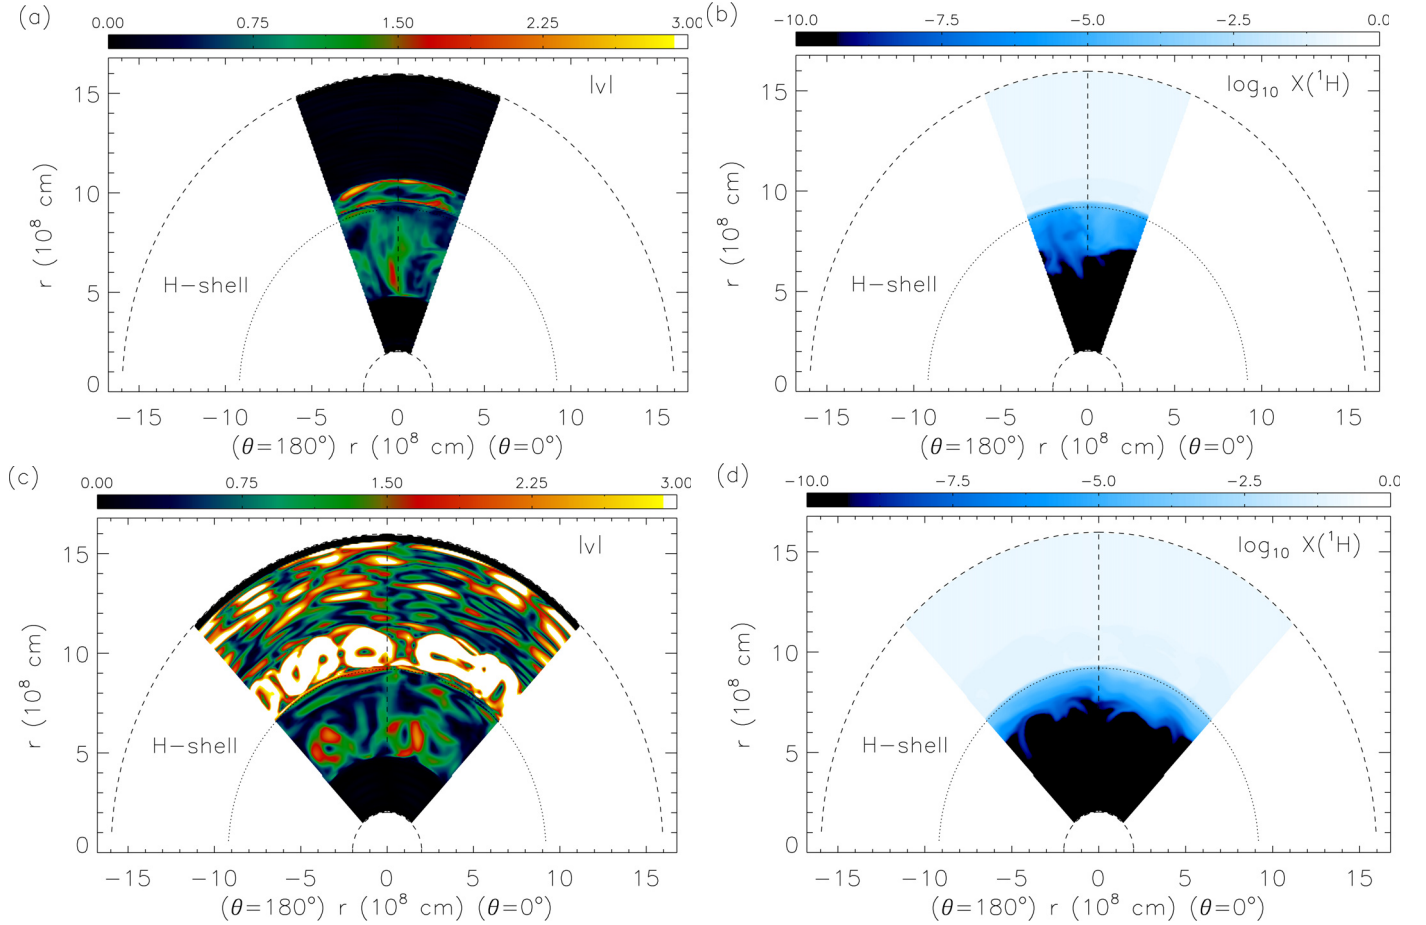 (a)
0.00 0.75 1.50 2.25 3.00
|v|
15
10
5
0
r (10⁸ cm)
H−shell
−15 −10 −5 0 5 10 15
(θ=180°) r (10⁸ cm) (θ=0°)
(b)
−10.0 −7.5 −5.0 −2.5 0.0
log₁₀ X(¹H)
15
10
5
0
r (10⁸ cm)
H−shell
−15 −10 −5 0 5 10 15
(θ=180°) r (10⁸ cm) (θ=0°)
(c)
0.00 0.75 1.50 2.25 3.00
|v|
15
10
5
0
r (10⁸ cm)
H−shell
−15 −10 −5 0 5 10 15
(θ=180°) r (10⁸ cm) (θ=0°)
(d)
−10.0 −7.5 −5.0 −2.5 0.0
log₁₀ X(¹H)
15
10
5
0
r (10⁸ cm)
H−shell
−15 −10 −5 0 5 10 15
(θ=180°) r (10⁸ cm) (θ=0°)